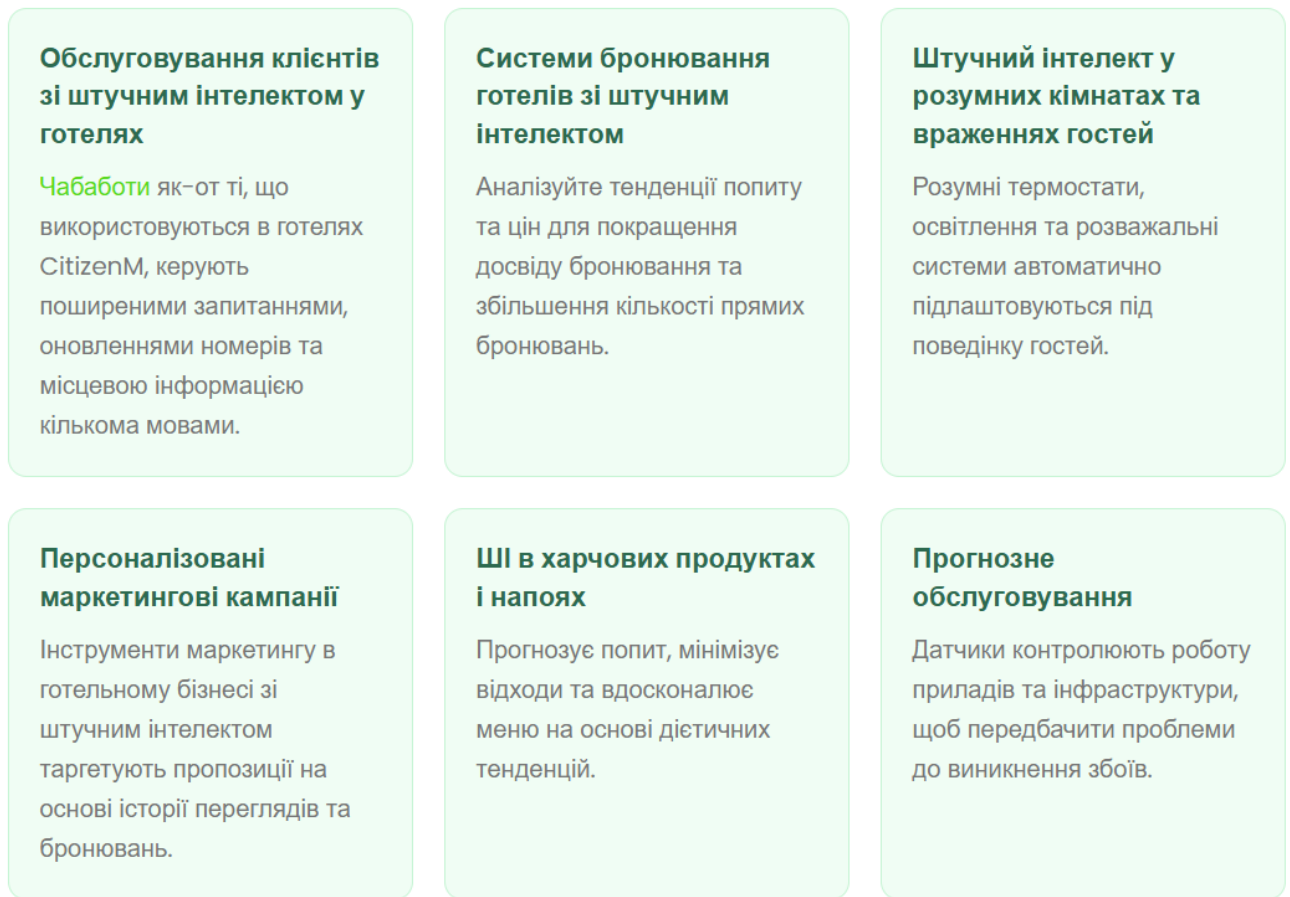 Обслуговування клієнтів
зі штучним інтелектом у
готелях
Чабаботи як-от ті, що
використовуються в готелях
CitizenM, керують
поширеними запитаннями,
оновленнями номерів та
місцевою інформацією
кількома мовами.
Системи бронювання
готелів зі штучним
інтелектом
Аналізуйте тенденції попиту
та цін для покращення
досвіду бронювання та
збільшення кількості прямих
бронювань.
Штучний інтелект у
розумних кімнатах та
враженнях гостей
Розумні термостати,
освітлення та розважальні
системи автоматично
підлаштовуються під
поведінку гостей.
Персоналізовані
маркетингові кампанії
Інструменти маркетингу в
готельному бізнесі зі
штучним інтелектом
таргетують пропозиції на
основі історії переглядів та
бронювань.
ШІ в харчових продуктах
і напоях
Прогнозує попит, мінімізує
відходи та вдосконалює
меню на основі дієтичних
тенденцій.
Прогнозне
обслуговування
Датчики контролюють роботу
приладів та інфраструктури,
щоб передбачити проблеми
до виникнення збоїв.